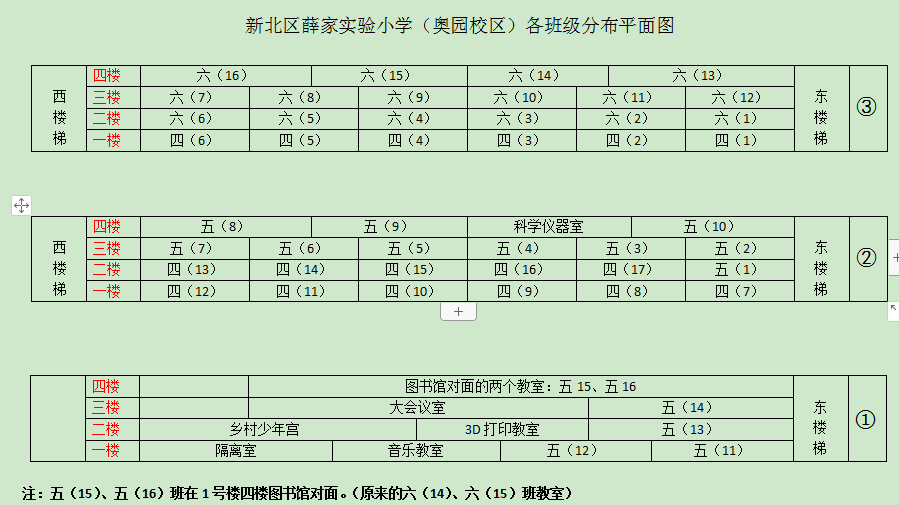 新北区薛家实验小学（奥园校区）各班级分布平面图
西楼梯 东楼梯 ③
四楼 六（16） 六（15） 六（14） 六（13）
三楼 六（7） 六（8） 六（9） 六（10） 六（11） 六（12）
二楼 六（6） 六（5） 六（4） 六（3） 六（2） 六（1）
一楼 四（6） 四（5） 四（4） 四（3） 四（2） 四（1）
西楼梯 东楼梯 ②
四楼 五（8） 五（9） 科学仪器室 五（10）
三楼 五（7） 五（6） 五（5） 五（4） 五（3） 五（2）
二楼 四（13） 四（14） 四（15） 四（16） 四（17） 五（1）
一楼 四（12） 四（11） 四（10） 四（9） 四（8） 四（7）
东楼梯 ①
四楼 图书馆对面的两个教室：五15、五16
三楼 大会议室 五（14）
二楼 乡村少年宫 3D打印教室 五（13）
一楼 隔离室 音乐教室 五（12） 五（11）
注：五（15）、五（16）班在1号楼四楼图书馆对面。（原来的六（14）、六（15）班教室）